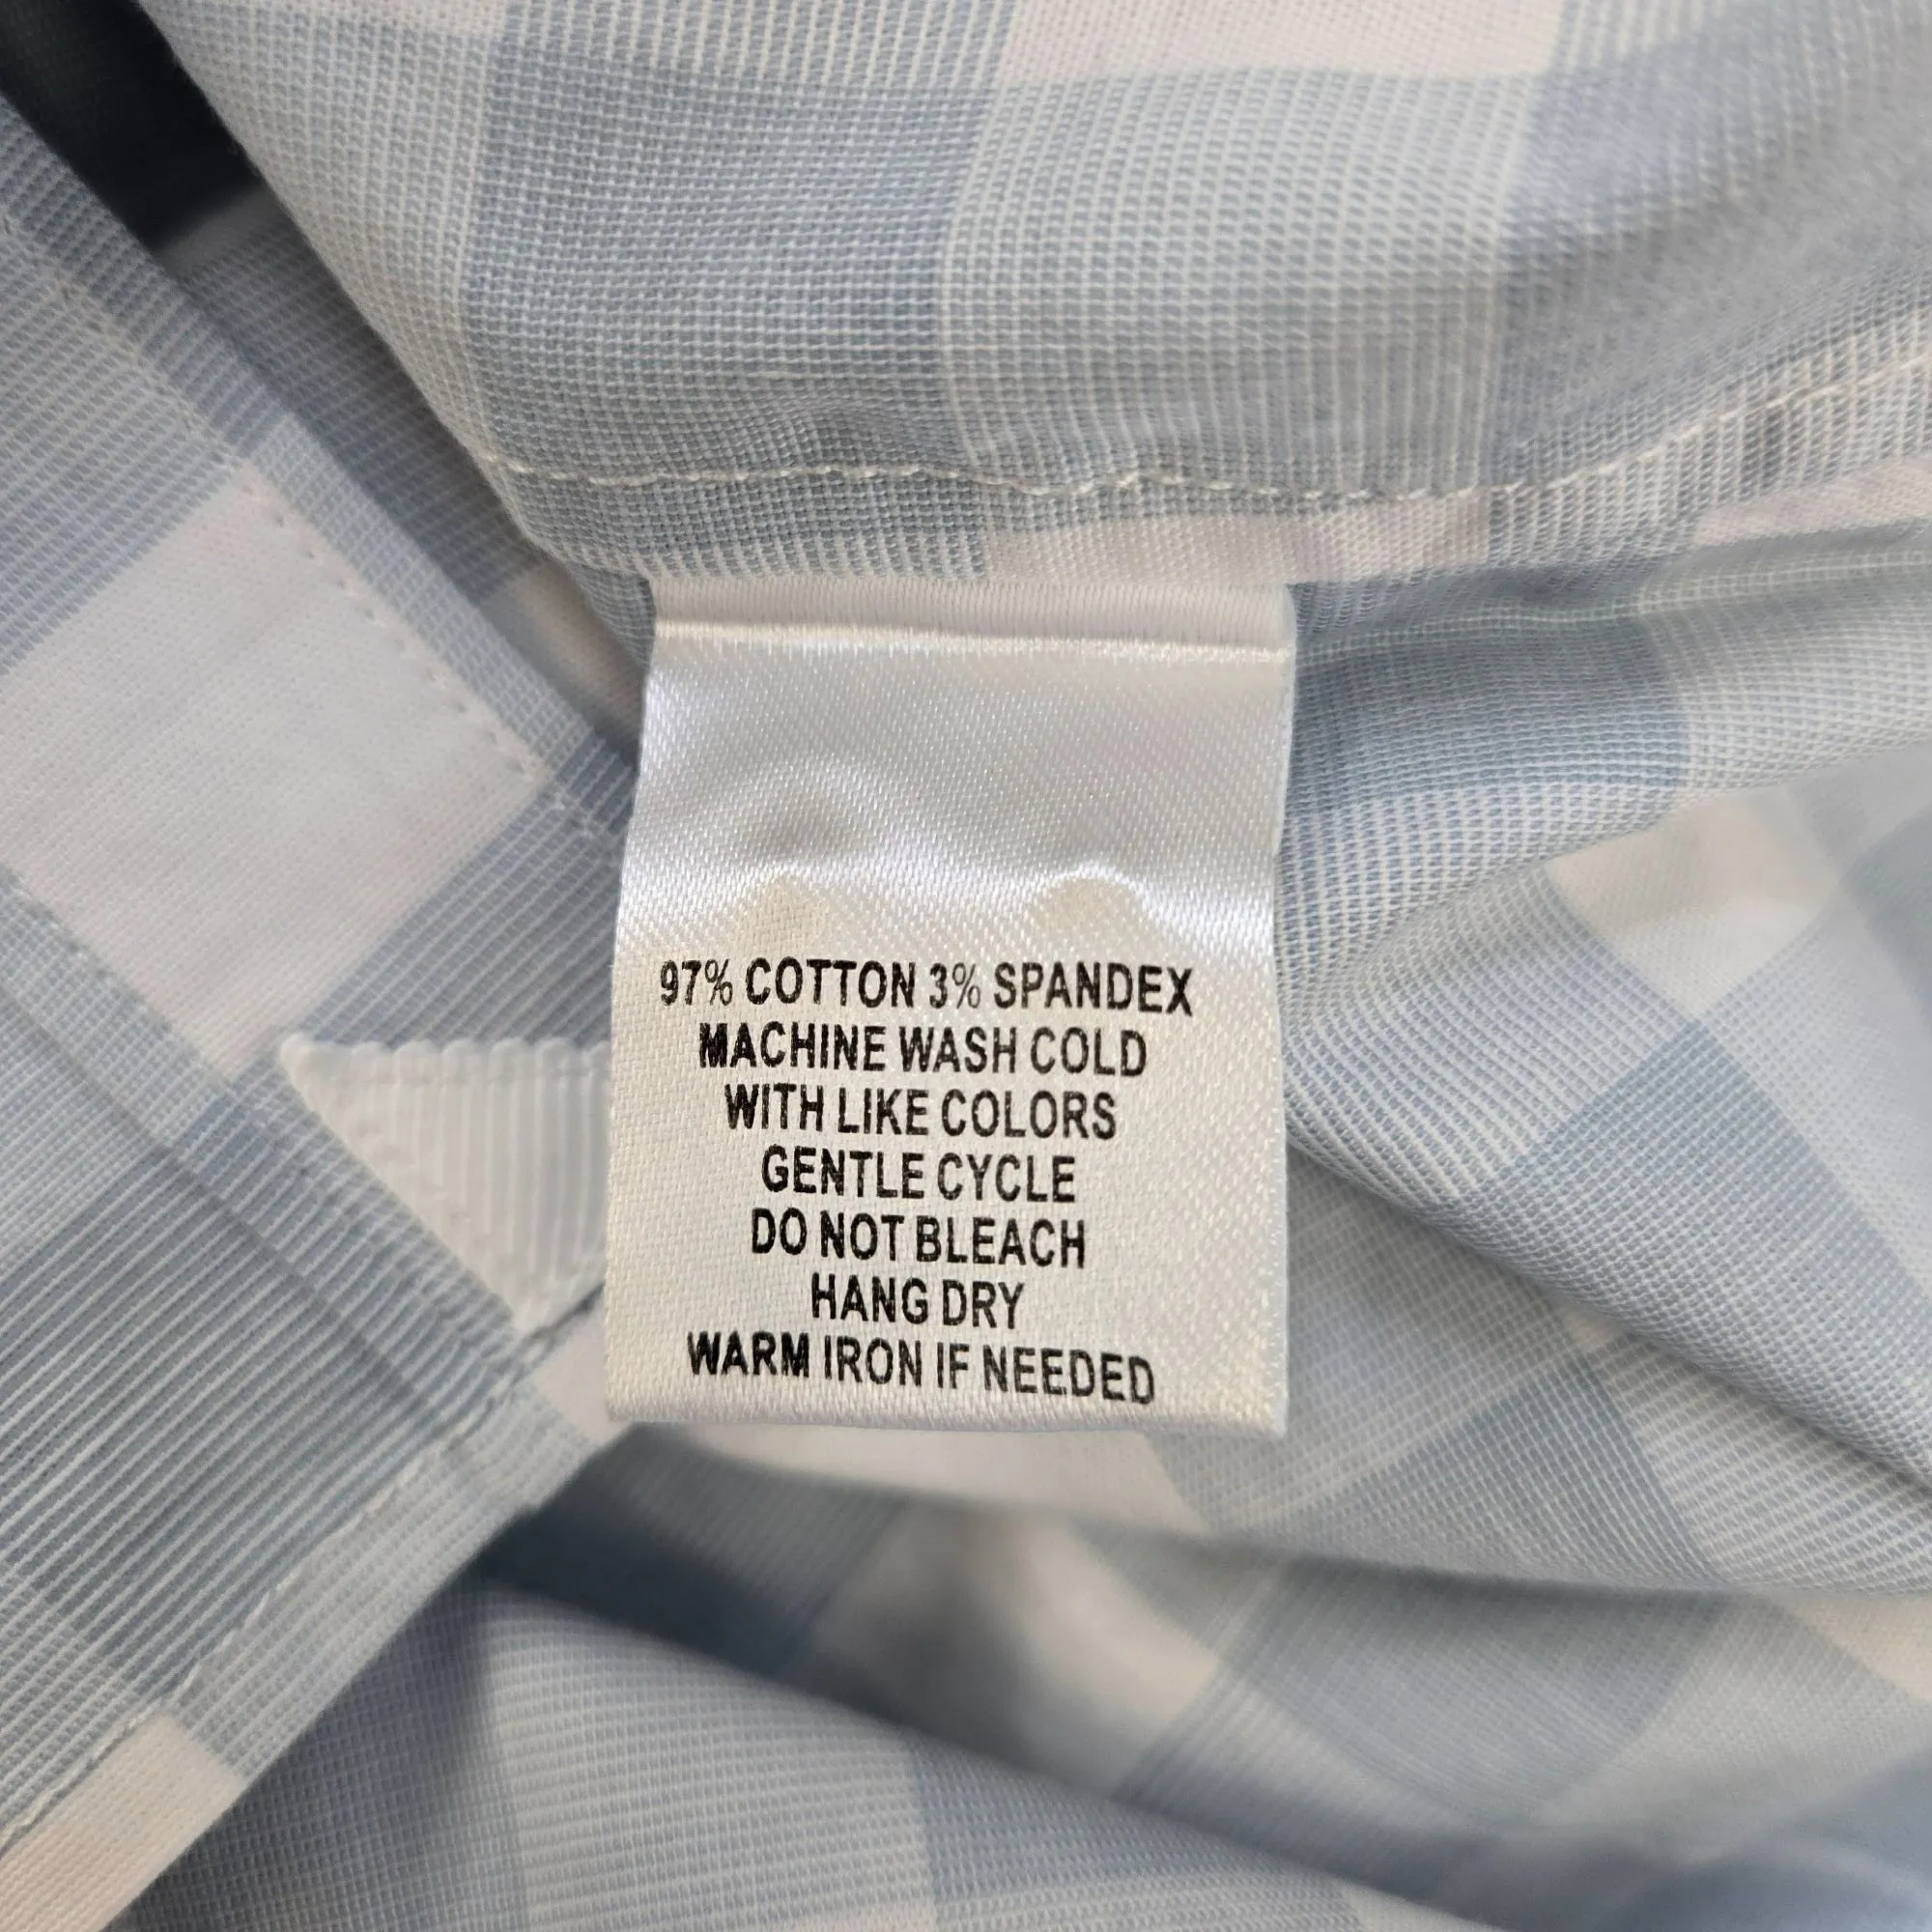 97% COTTON 3% SPANDEX
MACHINE WASH COLD
WITH LIKE COLORS
GENTLE CYCLE
DO NOT BLEACH
HANG DRY
WARM IRON IF NEEDED